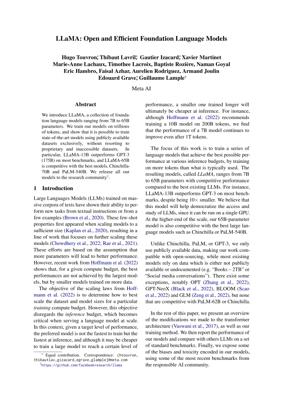 LLaMA: Open and Efficient Foundation Language Models
Hugo Touvron, Thibaut Lavril, Gautier Izacard, Xavier Martinet
Marie-Anne Lachaux, Timothee Lacroix, Baptiste Rozière, Naman Goyal
Eric Hambro, Faisal Azhar, Aurelien Rodriguez, Armand Joulin
Edouard Grave, Guillaume Lample
Meta AI
Abstract
We introduce LLaMA, a collection of foundation
language models ranging from 7B to 65B
parameters. We train our models on trillions
of tokens, and show that it is possible to train
state-of-the-art models using publicly available
datasets exclusively, without resorting to
proprietary and inaccessible datasets. In
particular, LLaMA-13B outperforms GPT-3
(175B) on most benchmarks, and LLaMA-65B
is competitive with the best models, Chinchilla-
70B and PaLM-540B. We release all our
models to the research community
1 Introduction
Large Languages Models (LLMs) trained on massive
corpora of texts have shown their ability to perform
new tasks from textual instructions or from a
few examples (Brown et al., 2020). These few-shot
properties first appeared when scaling models to a
sufficient size (Kaplan et al., 2020), resulting in a
line of work that focuses on further scaling these
models (Chowdhery et al., 2022; Rae et al., 2021).
These efforts are based on the assumption that
more parameters will lead to better performance.
However, recent work from Hoffmann et al. (2022)
shows that, for a given compute budget, the best
performances are not achieved by the largest models,
but by smaller models trained on more data.
The objective of the scaling laws from Hoffmann
et al. (2022) is to determine how to best
scale the dataset and model sizes for a particular
training compute budget. However, this objective
disregards the inference budget, which becomes
critical when serving a language model at scale.
In this context, given a target level of performance,
the preferred model is not the fastest to train but the
fastest at inference, and although it may be cheaper
to train a large model to reach a certain level of
Equal contribution. Correspondence:
https://github.com/facebookresearch/llama
performance, a smaller one trained longer will
ultimately be cheaper at inference. For instance,
although Hoffmann et al. (2022) recommends
training a 10B model on 200B tokens, we find
that the performance of a 7B model continues to
improve even after 1T tokens.
The focus of this work is to train a series of
language models that achieve the best possible performance
at various inference budgets, by training
on more tokens than what is typically used. The
resulting models, called LLaMA, ranges from 7B
to 65B parameters with competitive performance
compared to the best existing LLMs. For instance,
LLaMA-13B outperforms GPT-3 on most benchmarks,
despite being 10× smaller. We believe that
this model will help democratize the access and
study of LLMs, since it can be run on a single GPU.
At the higher-end of the scale, our 65B-parameter
model is also competitive with the best large language
models such as Chinchilla or PaLM-540B.
Unlike Chinchilla, PaLM, or GPT-3, we only
use publicly available data, making our work compatible
with open-sourcing, while most existing
models rely on data which is either not publicly
available or undocumented (e.g. "Books – 2TB" or
"Social media conversations"). There exist some
exceptions, notably OPT (Zhang et al., 2022),
GPT-NeoX (Black et al., 2022), BLOOM (Scao
et al., 2022) and GLM (Zeng et al., 2022), but none
that are competitive with PaLM-62B or Chinchilla.
In the rest of this paper, we present an overview
of the modifications we made to the transformer
architecture (Vaswani et al., 2017), as well as our
training method. We then report the performance of
our models and compare with others LLMs on a set
of standard benchmarks. Finally, we expose some
of the biases and toxicity encoded in our models,
using some of the most recent benchmarks from
the responsible AI community.